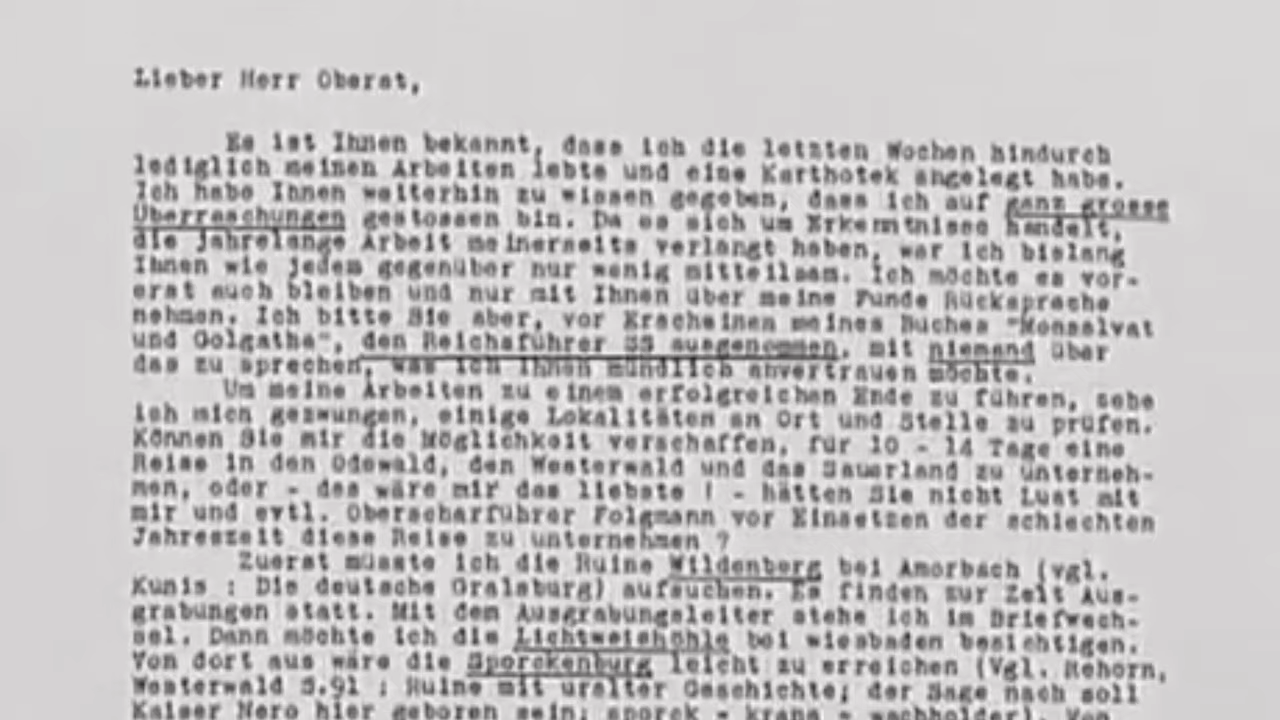 Lieber Herr Oberst,
Es ist Ihnen bekannt, dass ich die letzten Wochen hindurch
lediglich meinen Arbeiten lebte und eine Karthotek angelegt habe.
Ich habe Ihnen weiterhin zu wissen gegeben, dass ich auf ganz grosse
Überraschungen gestossen bin. Da es sich um Erkenntnisse handelt,
die jahrelange Arbeit meinerseits verlangt haben, war ich bislang
Ihnen wie jedem gegenüber nur wenig mitteilsam. Ich möchte es vor-
erst auch bleiben und nur mit Ihnen über meine Funde Rücksprache
nehmen. Ich bitte Sie aber, vor Erscheinen meines Buches "Monsalvat
und Golgatha", den Reichsführer SS ausgenommen, mit niemand über
das zu sprechen, was ich Ihnen mündlich anvertrauen möchte.
Um meine Arbeiten zu einem erfolgreichen Ende zu führen, sehe
ich mich gezwungen, einige Lokalitäten an Ort und Stelle zu prüfen.
Können Sie mir die Möglichkeit verschaffen, für 10 - 14 Tage eine
Reise in den Odewald, den Westerwald und das Sauerland zu unterneh-
men, oder - das wäre mir das liebste ! - hätten Sie nicht Lust mit
mir und evtl. Oberscharführer Folgmann vor Einsetzen der schlechten
Jahreszeit diese Reise zu unternehmen ?
Zuerst müsste ich die Ruine Wildenberg bei Amorbach (vgl.
Kunis : Die deutsche Gralsburg) aufsuchen. Es finden zur Zeit Aus-
grabungen statt. Mit dem Ausgrabungsleiter stehe ich im Briefwech-
sel. Dann möchte ich die Lichtweishöhle bei wiesbaden besichtigen.
Von dort aus wäre die Sporckenburg leicht zu erreichen (Vgl. Rehorn,
Westerwald S.91 : Ruine mit uralter Geschichte; der Sage nach soll
Kaiser Nero hier geboren sein; sporck - krana - wachholder). Von